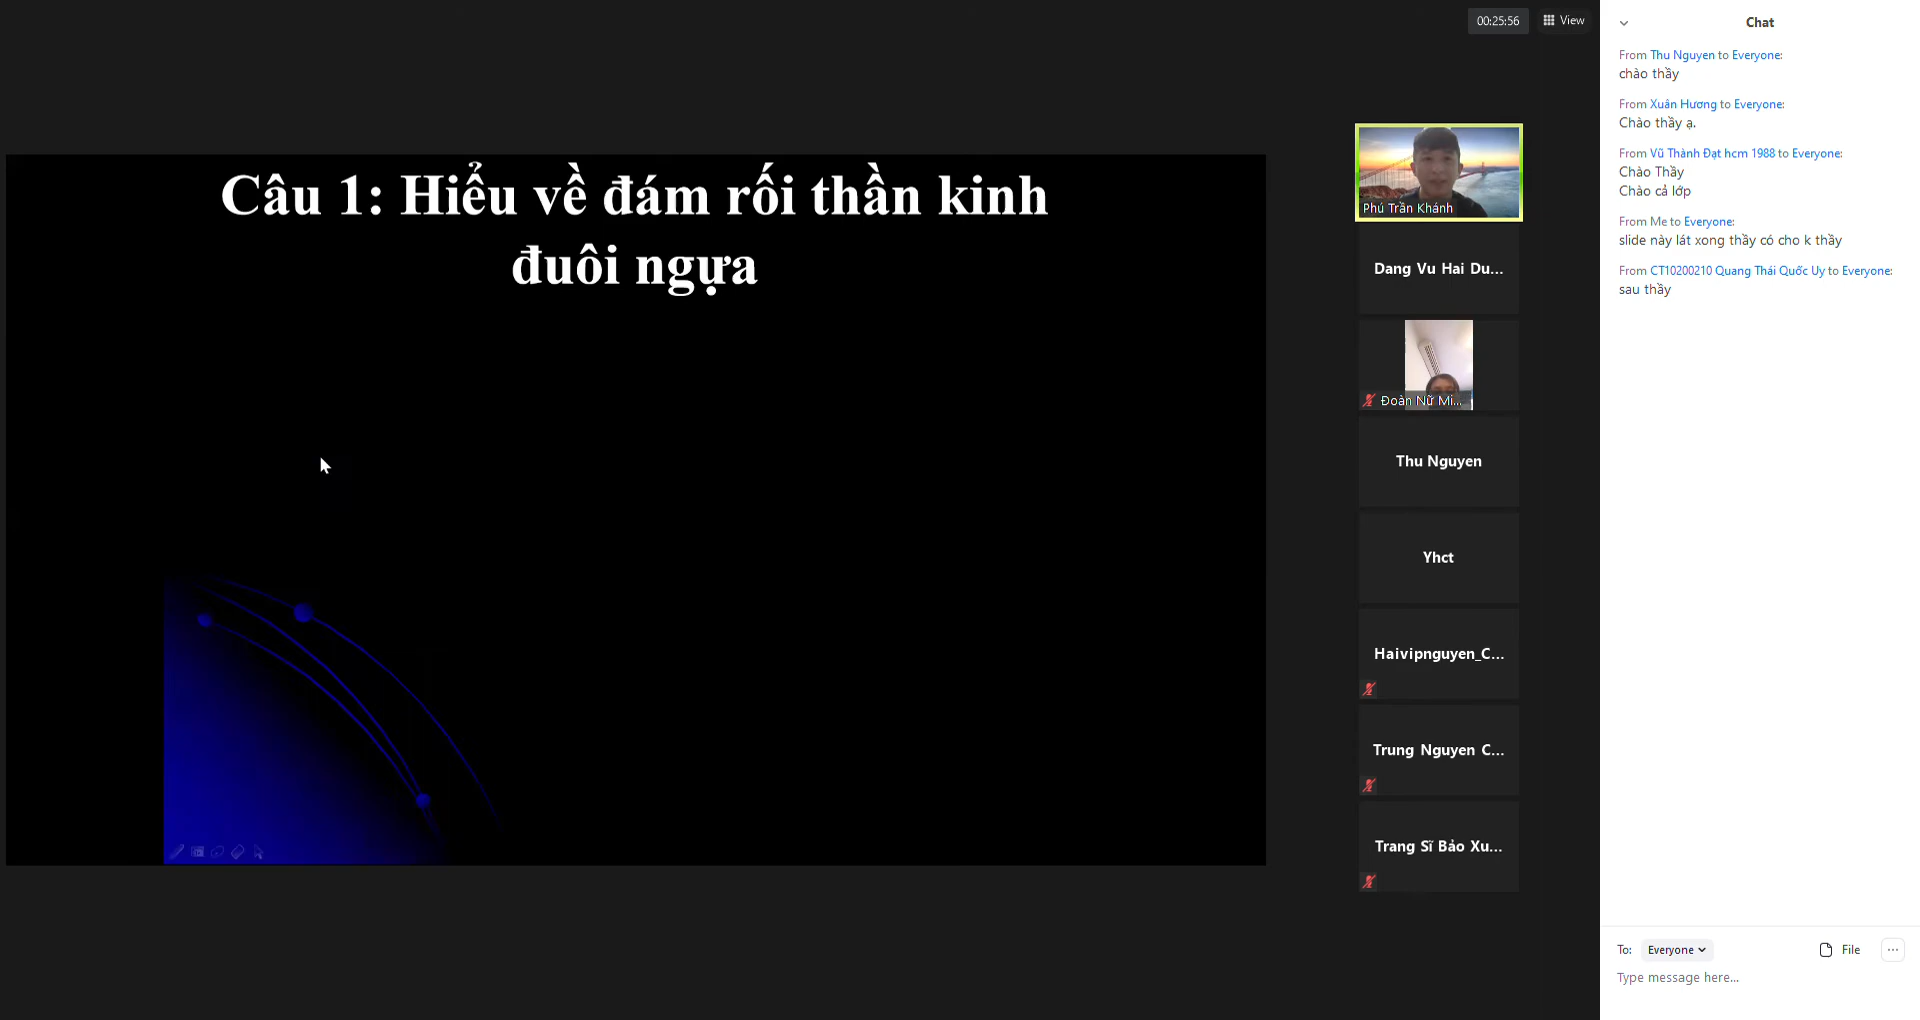 00:25:56
View
Câu 1: Hiểu về đám rối thần kinh
đuôi ngựa
Phú Trần Khánh
Dang Vu Hai Du...
Đoàn Nữ Mi...
Thu Nguyen
Yhct
Haivipnguyen_C...
Trung Nguyen C...
Trang Sĩ Bảo Xu...
Chat
From Thu Nguyen to Everyone:
chào thầy
From Xuân Hương to Everyone:
Chào thầy ạ.
From Vũ Thành Đạt hcm 1988 to Everyone:
Chào Thầy
Chào cả lớp
From Me to Everyone:
slide này lát xong thầy có cho k thầy
From CT10200210 Quang Thái Quốc Uy to Everyone:
sau thầy
To: Everyone
File
Type message here...